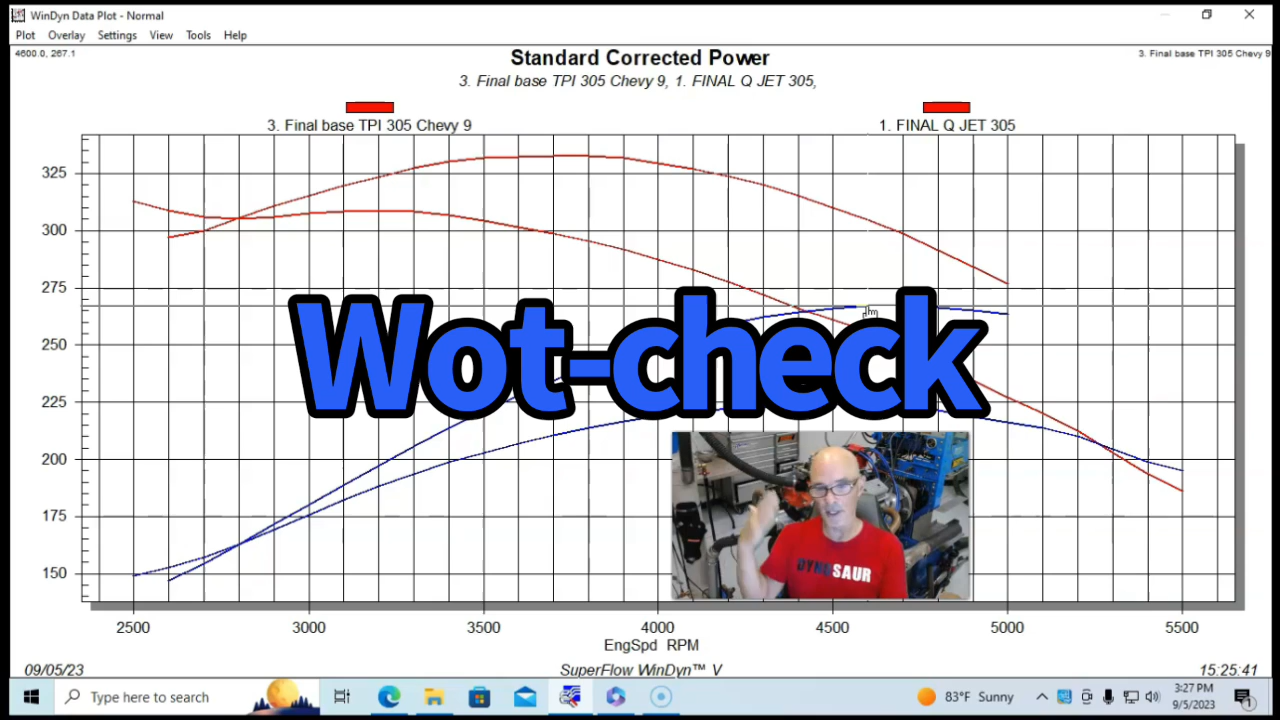 WinDyn Data Plot - Normal
Plot Overlay Settings View Tools Help
4600.0, 267.1
3. Final base TPI 305 Chevy 9
Standard Corrected Power
3. Final base TPI 305 Chevy 9, 1. FINAL Q JET 305,
3. Final base TPI 305 Chevy 9
1. FINAL Q JET 305
325
300
275
250
225
200
175
150
Wot-check
DYNOSAUR
2500 3000 3500 4000 4500 5000 5500
EngSpd RPM
09/05/23
SuperFlow WinDyn™ V
15:25:41
Type here to search
83°F Sunny
3:27 PM
9/5/2023
1